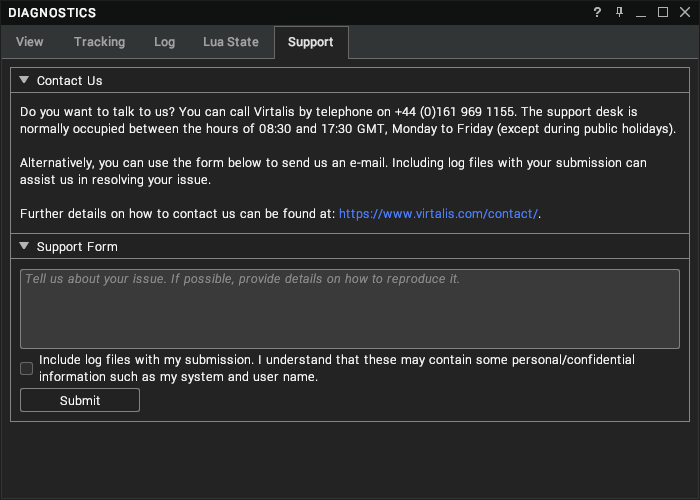 DIAGNOSTICS
?
View Tracking Log Lua State Support
Contact Us
Do you want to talk to us? You can call Virtalis by telephone on +44 (0)161 969 1155. The support desk is
normally occupied between the hours of 08:30 and 17:30 GMT, Monday to Friday (except during public holidays).
Alternatively, you can use the form below to send us an e-mail. Including log files with your submission can
assist us in resolving your issue.
Further details on how to contact us can be found at: https://www.virtalis.com/contact/.
Support Form
Tell us about your issue. If possible, provide details on how to reproduce it.
Include log files with my submission. I understand that these may contain some personal/confidential
information such as my system and user name.
Submit